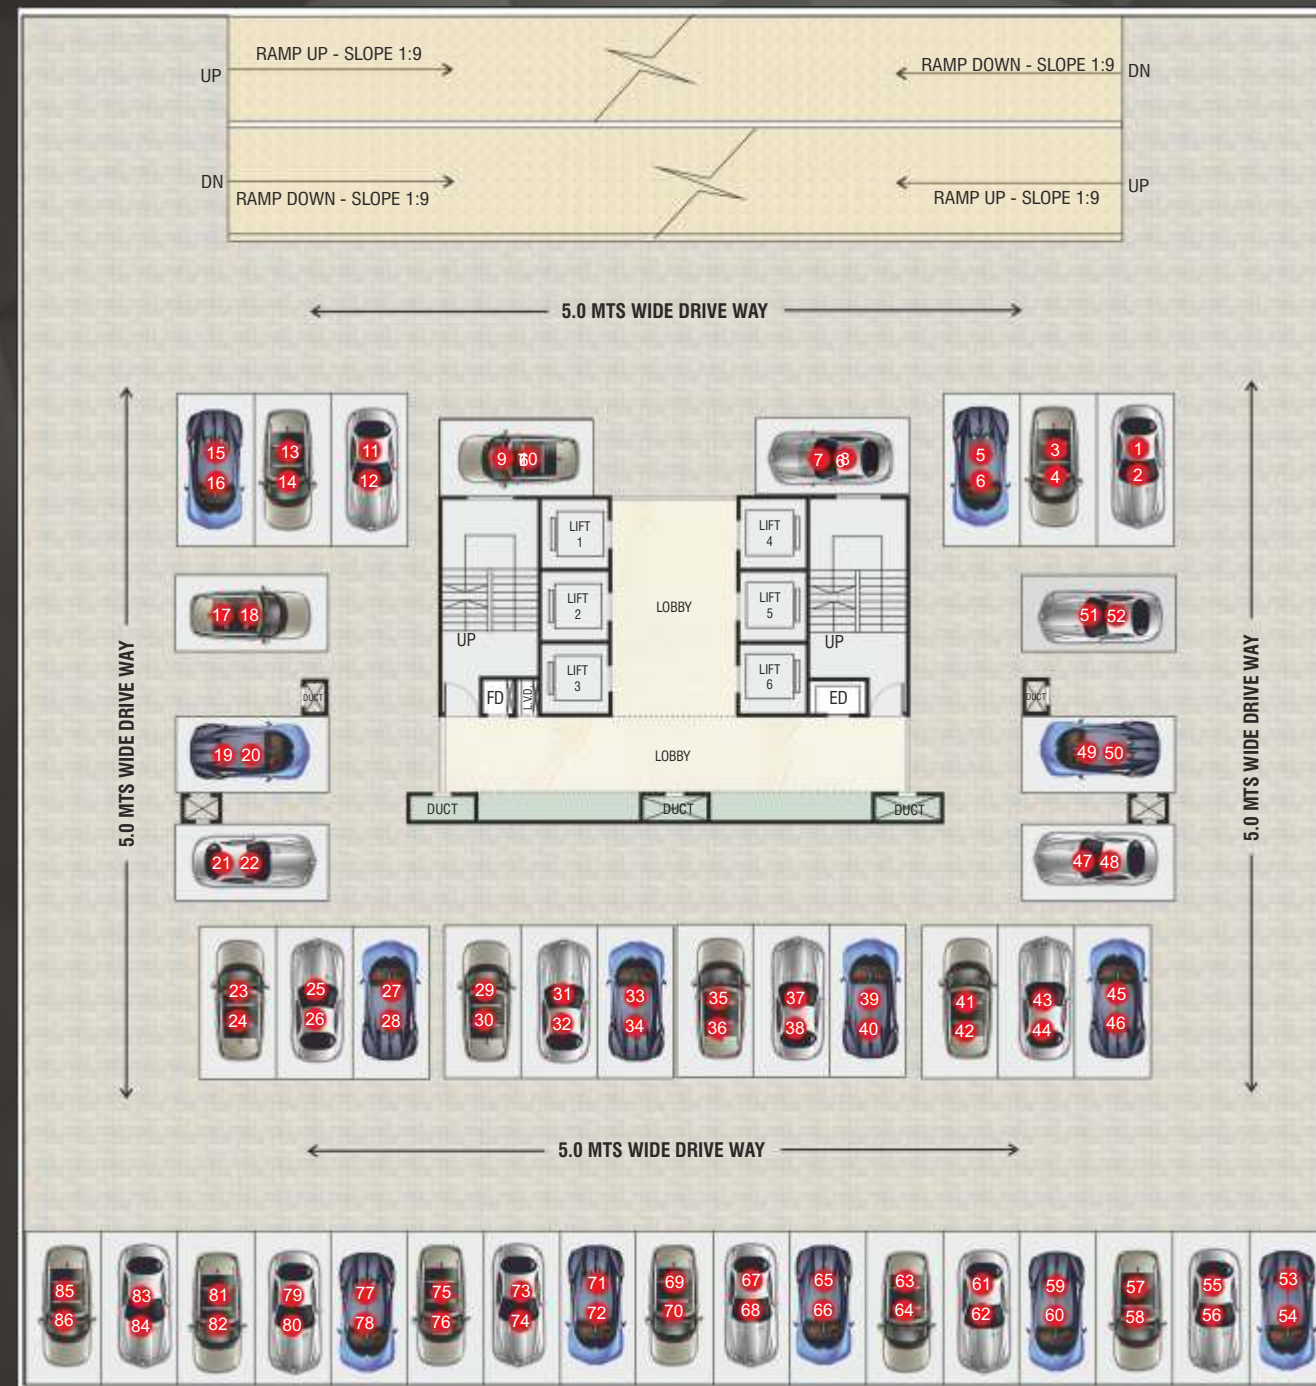 RAMP UP - SLOPE 1:9
UP
RAMP DOWN - SLOPE 1:9
DN
DN
RAMP DOWN - SLOPE 1:9
RAMP UP - SLOPE 1:9
UP
5.0 MTS WIDE DRIVE WAY
15 13 11
16 14 12
9 10
7 8
5 3 1
6 4 2
LIFT 1
LIFT 4
17 18
LIFT 2
LOBBY
LIFT 5
51 52
UP
UP
LIFT 3
LIFT 6
FD
L.V.D.
ED
DUCT
DUCT
5.0 MTS WIDE DRIVE WAY
5.0 MTS WIDE DRIVE WAY
19 20
LOBBY
49 50
DUCT
DUCT
DUCT
21 22
47 48
23 25 27 29 31 33 35 37 39 41 43 45
24 26 28 30 32 34 36 38 40 42 44 46
5.0 MTS WIDE DRIVE WAY
85 83 81 79 77 75 73 71 69 67 65 63 61 59 57 55 53
86 84 82 80 78 76 74 72 70 68 66 64 62 60 58 56 54